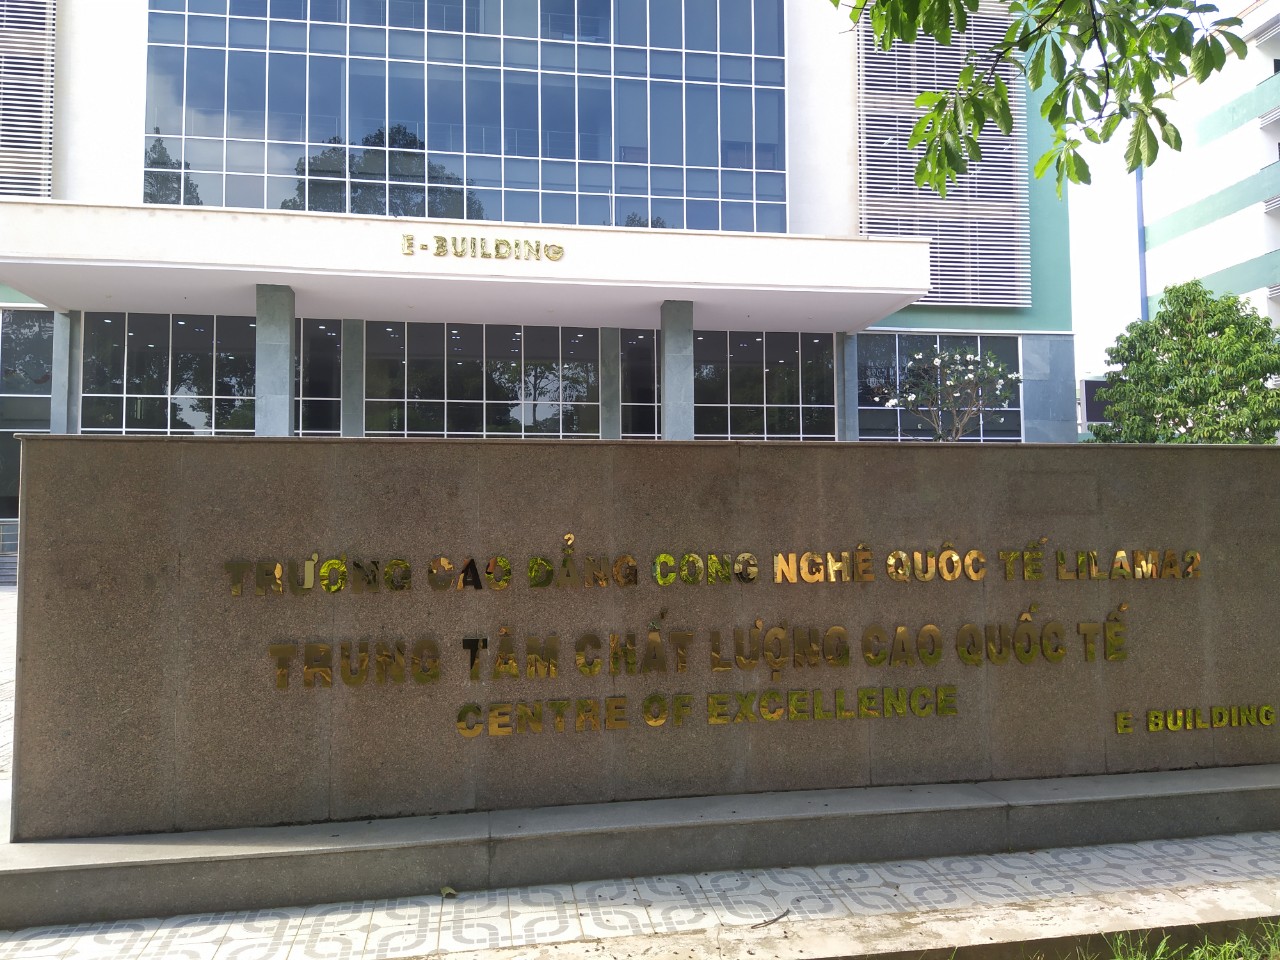 E - BUILDING
TRƯỜNG CAO ĐẲNG CÔNG NGHỆ QUỐC TẾ LILAMA2
TRUNG TÂM CHẤT LƯỢNG CAO QUỐC TẾ
CENTRE OF EXCELLENCE
E BUILDING